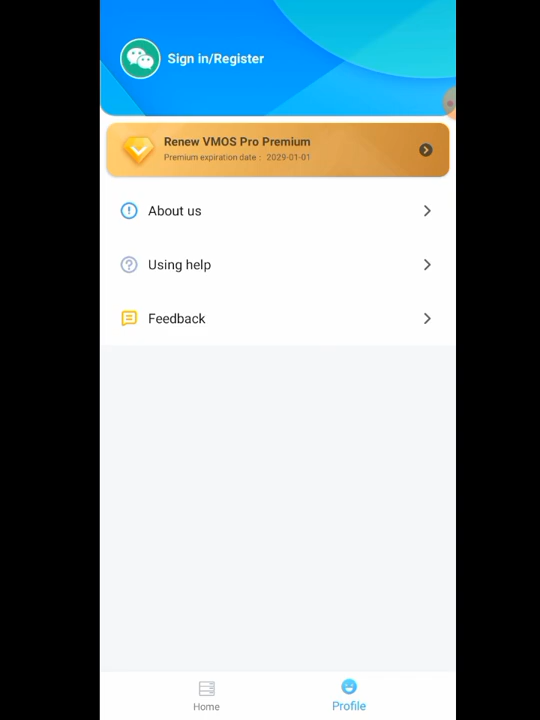 Sign in/Register
Renew VMOS Pro Premium
Premium expiration date : 2029-01-01
About us
Using help
Feedback
Home
Profile